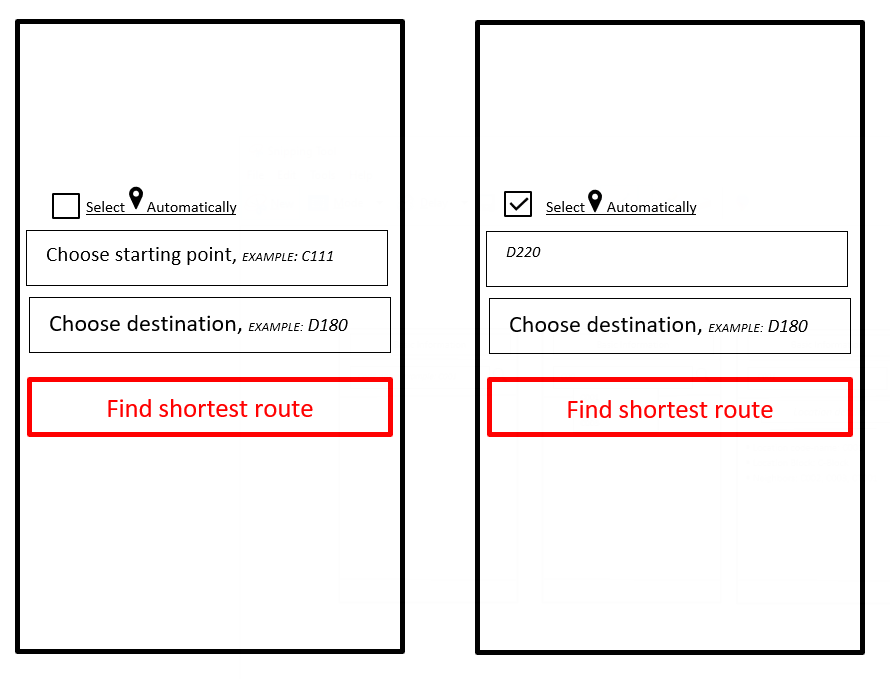 Select Automatically
Choose starting point, EXAMPLE: C111
Choose destination, EXAMPLE: D180
Find shortest route
Select Automatically
D220
Choose destination, EXAMPLE: D180
Find shortest route